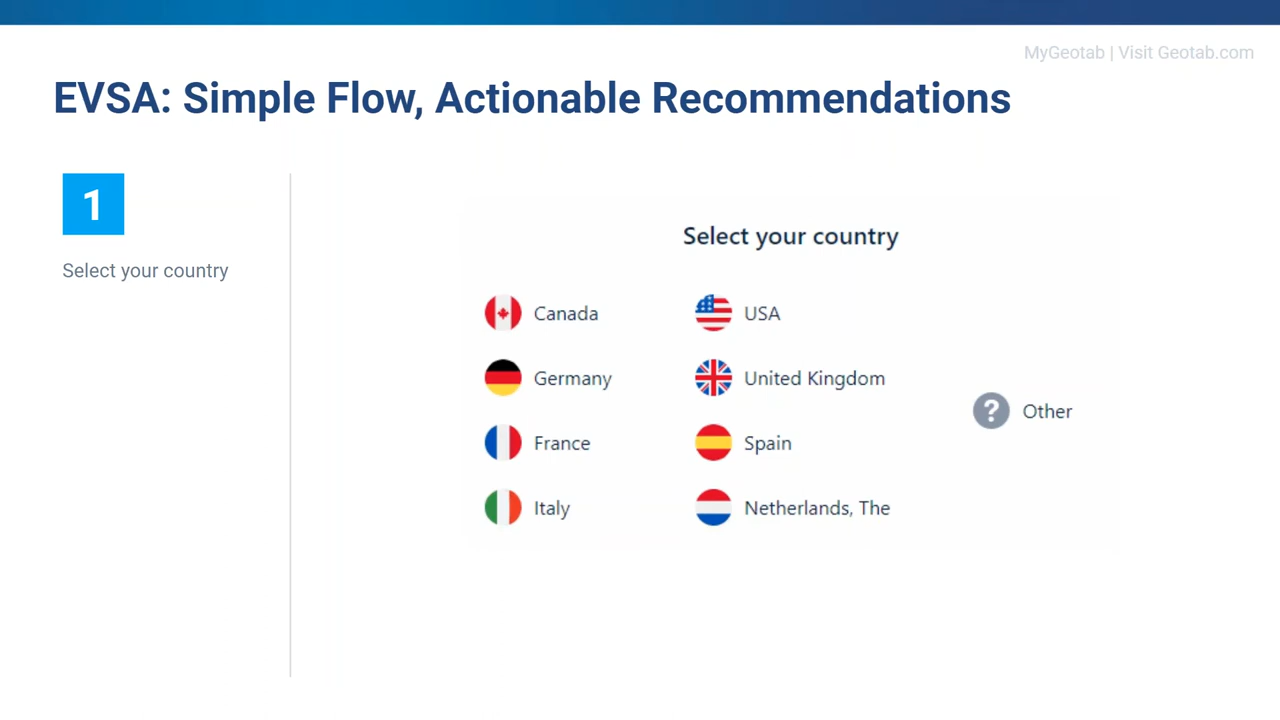 MyGeotab | Visit Geotab.com
EVSA: Simple Flow, Actionable Recommendations
1
Select your country
Select your country
Canada
USA
Germany
United Kingdom
? Other
France
Spain
Italy
Netherlands, The